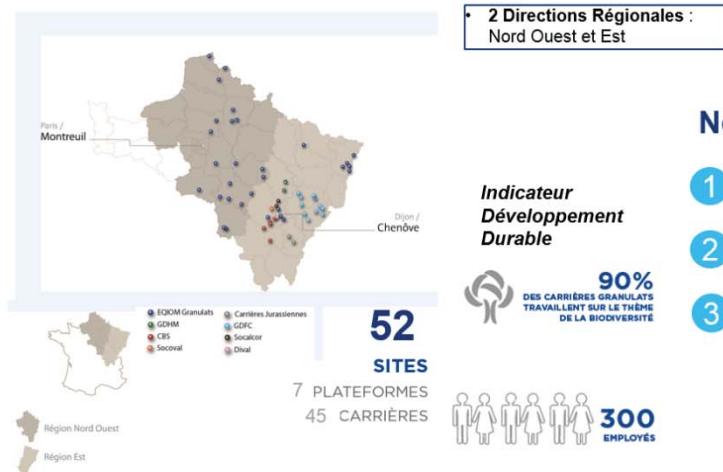 • 2 Directions Régionales :
Nord Ouest et Est
Paris /
Montreuil
Dijon /
Chenôve
EQIOM Granulats
GDHM
CBS
Socoval
Carrières Jurassiennes
GDFC
Socalcor
Dival
Région Nord Ouest
Région Est
52
SITES
7 PLATEFORMES
45 CARRIÈRES
Indicateur
Développement
Durable
90%
DES CARRIÈRES GRANULATS
TRAVAILLENT SUR LE THÈME
DE LA BIODIVERSITÉ
300
EMPLOYÉS
1
2
3